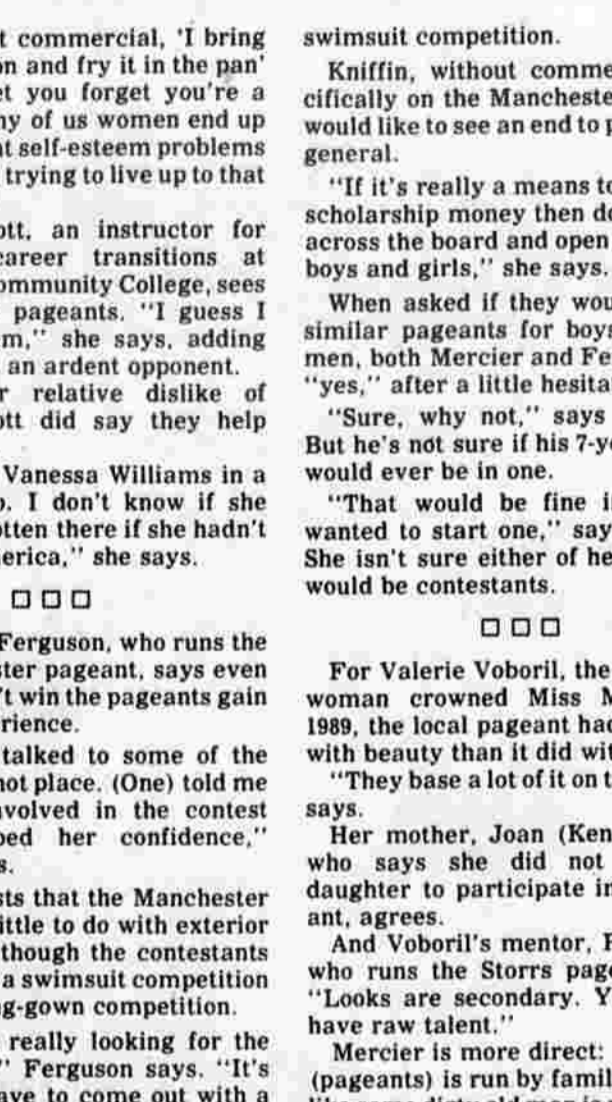 t commercial, 'I bring
on and fry it in the pan'
et you forget you're a
ny of us women end up
at self-esteem problems
trying to live up to that
ott, an instructor for
career transitions at
ommunity College, sees
pageants. "I guess I
m," she says, adding
an ardent opponent.
r relative dislike of
ott did say they help
Vanessa Williams in a
o. I don't know if she
otten there if she hadn't
erica," she says.
□ □ □
Ferguson, who runs the
ster pageant, says even
't win the pageants gain
rience.
talked to some of the
not place. (One) told me
nvolved in the contest
ped her confidence,"
s.
sts that the Manchester
ittle to do with exterior
though the contestants
a swimsuit competition
ng-gown competition.
really looking for the
" Ferguson says. "It's
ave to come out with a
swimsuit competition.
Kniffin, without comme
cifically on the Mancheste
would like to see an end to p
general.
"If it's really a means to
scholarship money then do
across the board and open
boys and girls," she says.
When asked if they wou
similar pageants for boys
men, both Mercier and Fe
"yes," after a little hesita
"Sure, why not," says
But he's not sure if his 7-ye
would ever be in one.
"That would be fine i
wanted to start one," say
She isn't sure either of he
would be contestants.
□ □ □
For Valerie Voboril, the
woman crowned Miss M
1989, the local pageant had
with beauty than it did wit
"They base a lot of it on t
says.
Her mother, Joan (Ken
who says she did not
daughter to participate in
ant, agrees.
And Voboril's mentor, F
who runs the Storrs page
"Looks are secondary. Y
have raw talent."
Mercier is more direct:
(pageants) is run by famil